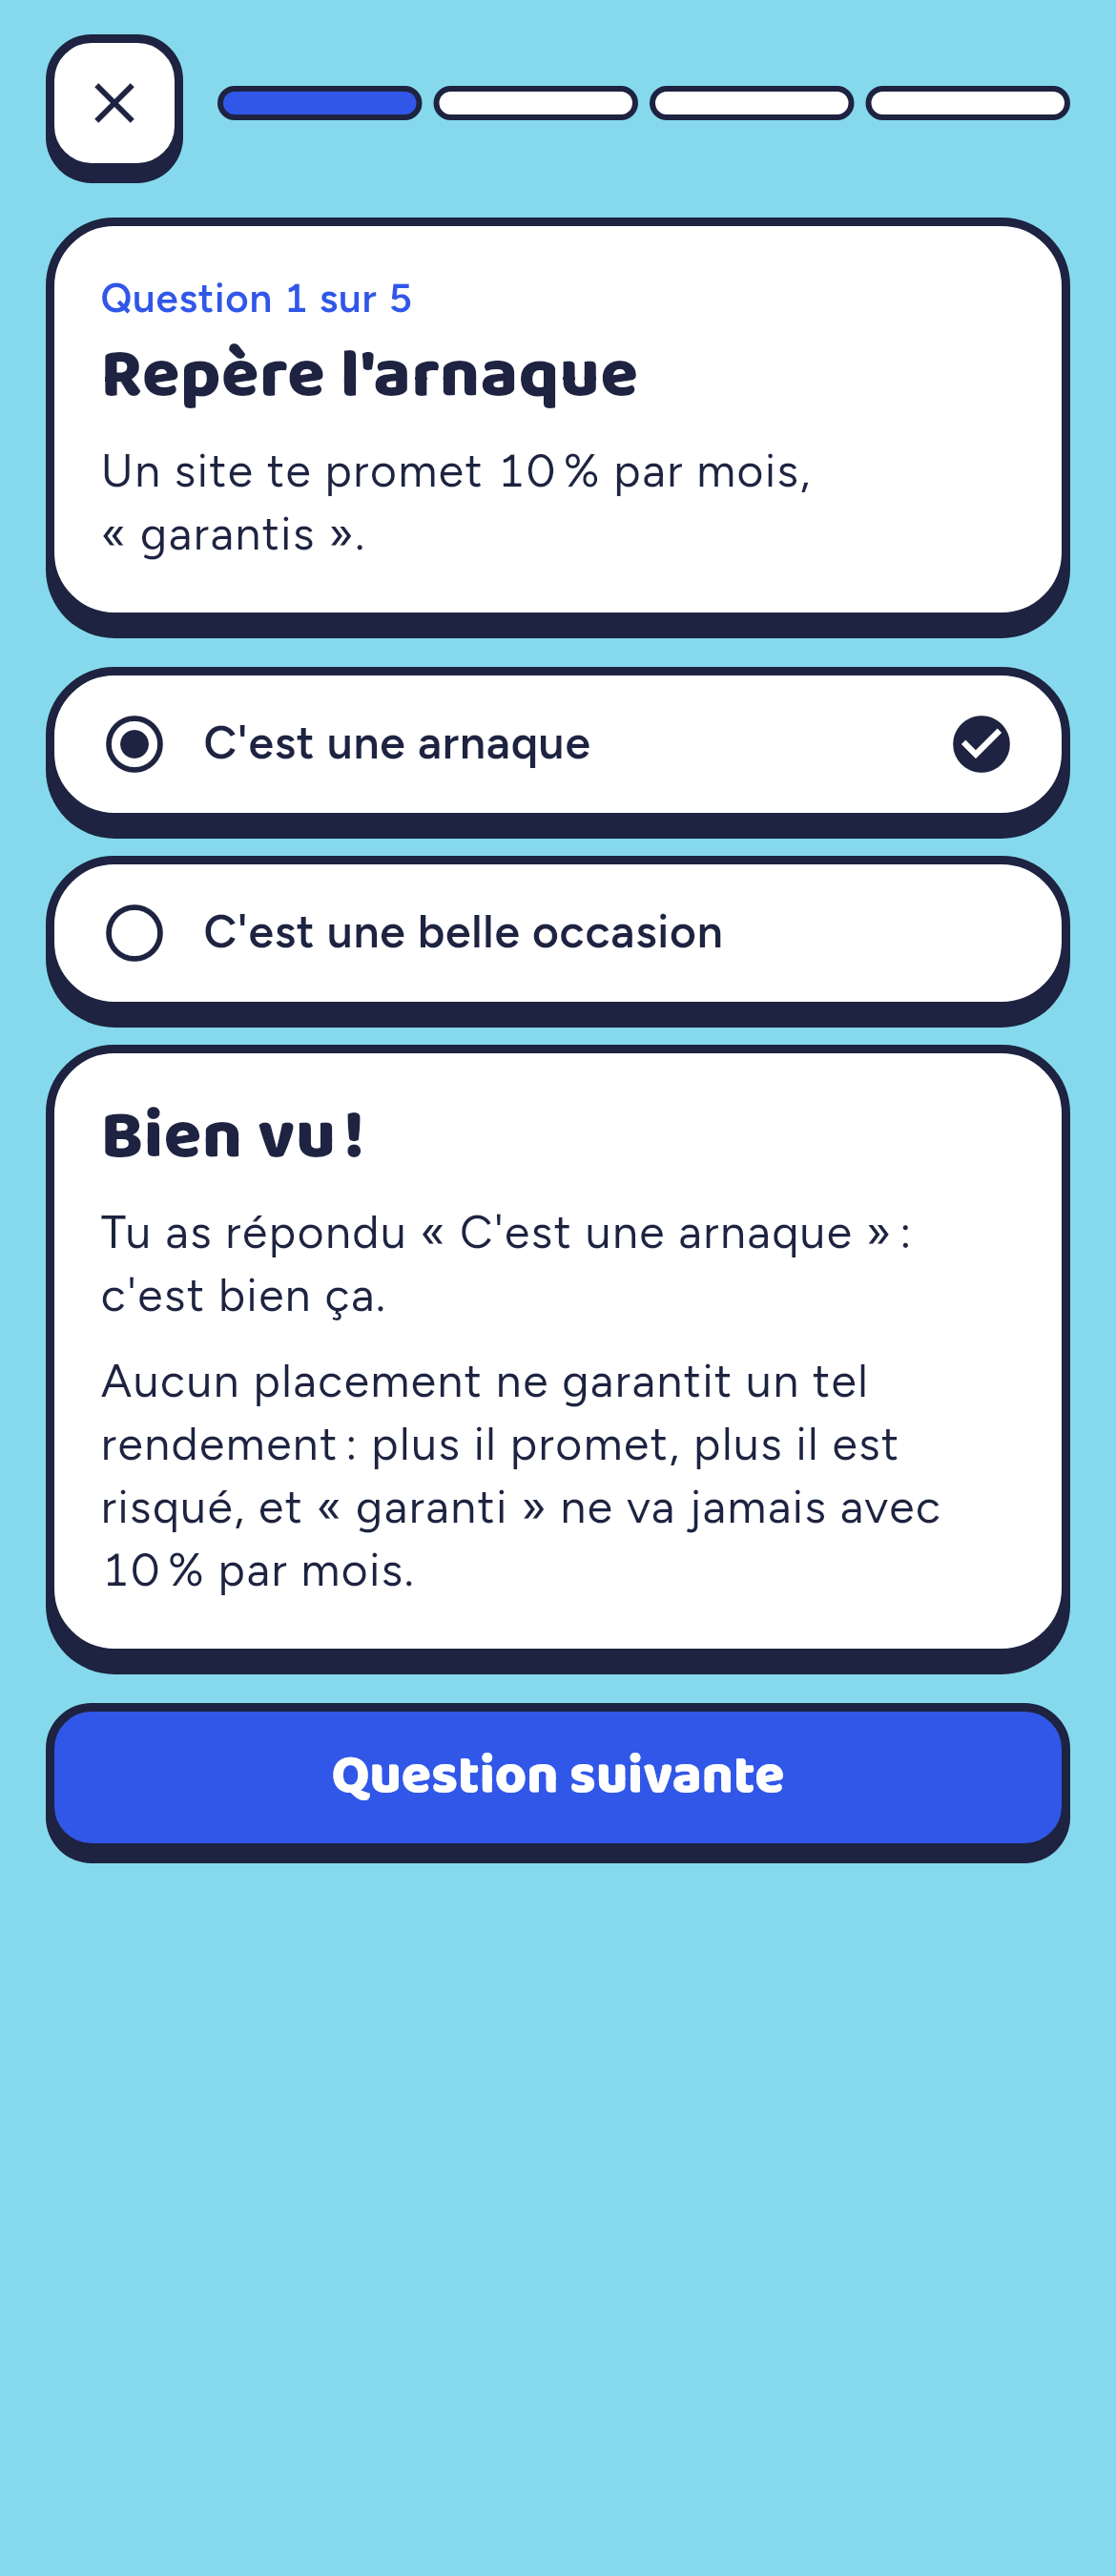 Question 1 sur 5
Repère l'arnaque
Un site te promet 10 % par mois,
« garantis ».
C'est une arnaque
C'est une belle occasion
Bien vu !
Tu as répondu « C'est une arnaque » :
c'est bien ça.
Aucun placement ne garantit un tel
rendement : plus il promet, plus il est
risqué, et « garanti » ne va jamais avec
10 % par mois.
Question suivante